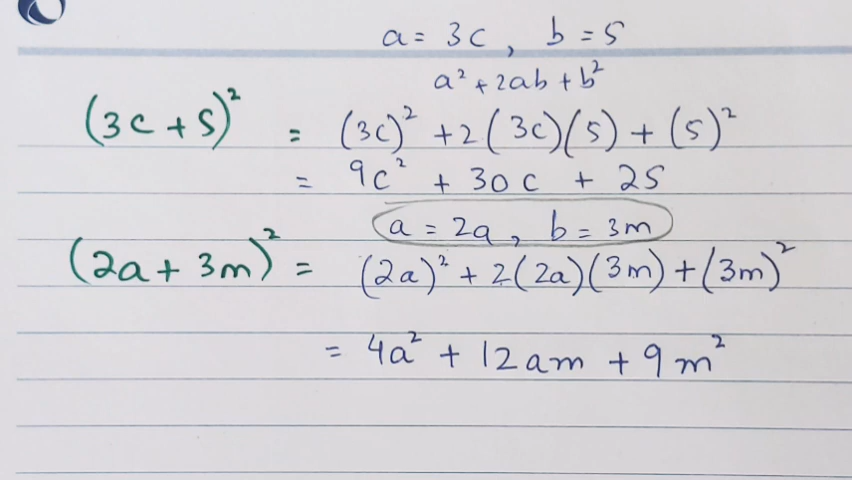 a = 3c , b = 5
a² + 2ab + b²
(3c + 5)² = (3c)² + 2(3c)(5) + (5)²
= 9c² + 30c + 25
a = 2a , b = 3m
(2a + 3m)² = (2a)² + 2(2a)(3m) + (3m)²
= 4a² + 12am + 9m²